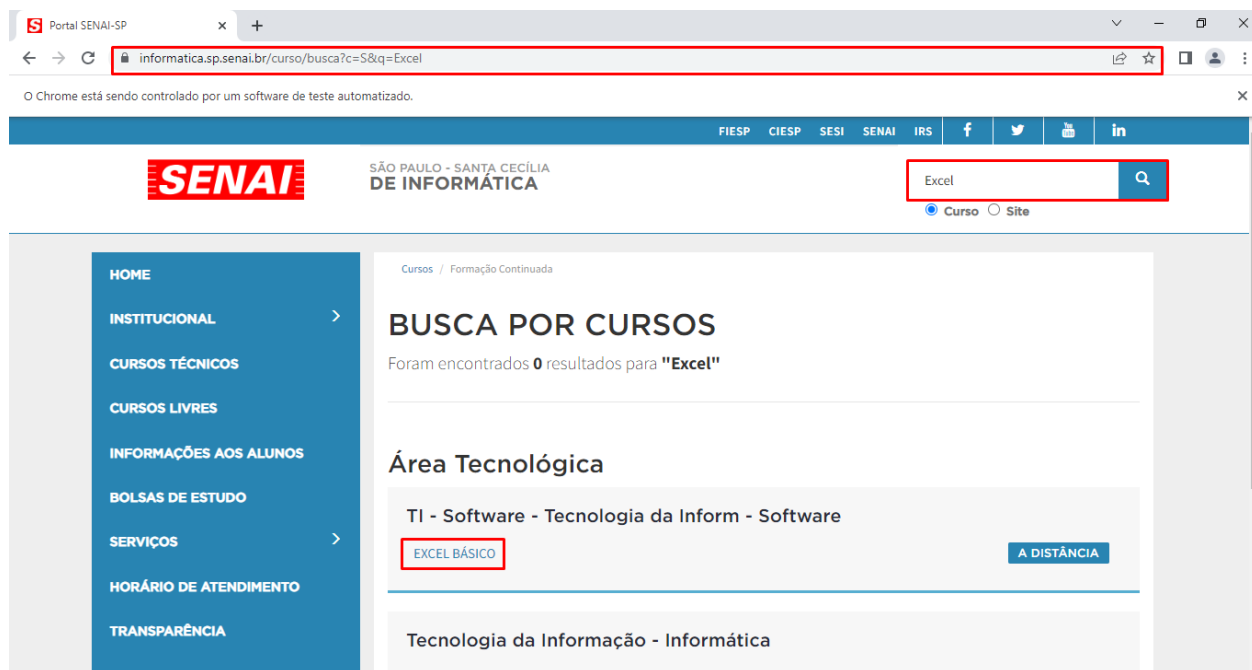 Portal SENAI-SP
informatica.sp.senai.br/curso/busca?c=S&q=Excel
O Chrome está sendo controlado por um software de teste automatizado.
FIESP CIESP SESI SENAI IRS f You Tube in
SENAI
SÃO PAULO - SANTA CECÍLIA
DE INFORMÁTICA
Excel
Curso Site
HOME
INSTITUCIONAL
CURSOS TÉCNICOS
CURSOS LIVRES
INFORMAÇÕES AOS ALUNOS
BOLSAS DE ESTUDO
SERVIÇOS
HORÁRIO DE ATENDIMENTO
TRANSPARÊNCIA
Cursos / Formação Continuada
BUSCA POR CURSOS
Foram encontrados 0 resultados para "Excel"
Área Tecnológica
TI - Software - Tecnologia da Inform - Software
EXCEL BÁSICO
A DISTÂNCIA
Tecnologia da Informação - Informática